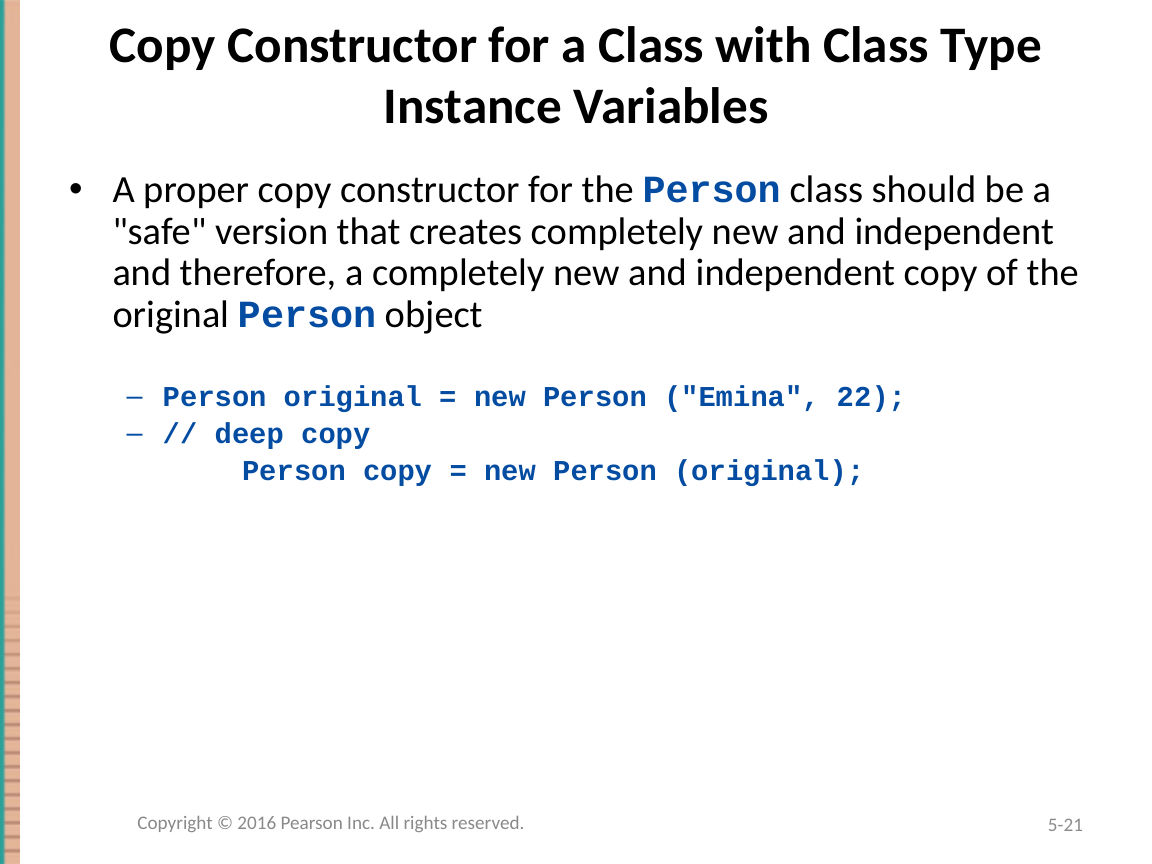 Copy Constructor for a Class with Class Type
Instance Variables
• A proper copy constructor for the Person class should be a
"safe" version that creates completely new and independent
and therefore, a completely new and independent copy of the
original Person object
– Person original = new Person ("Emina", 22);
– // deep copy
Person copy = new Person (original);
Copyright © 2016 Pearson Inc. All rights reserved.
5-21